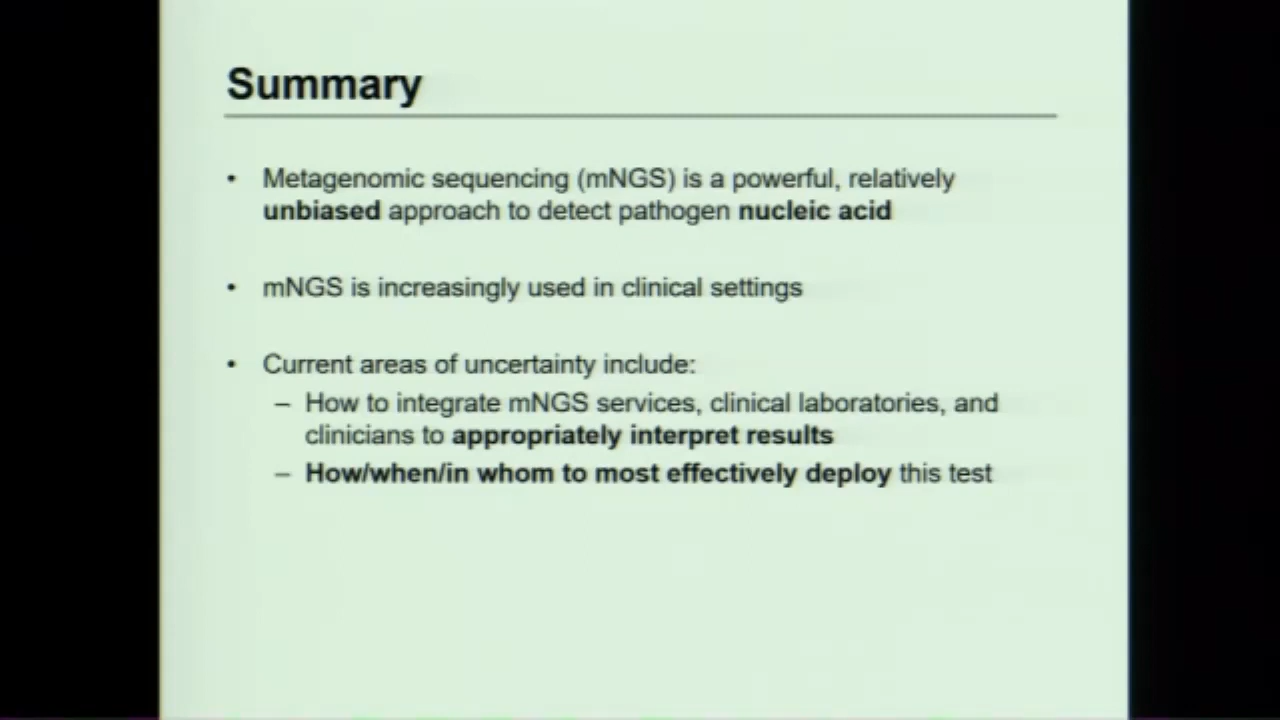 Summary
• Metagenomic sequencing (mNGS) is a powerful, relatively
unbiased approach to detect pathogen nucleic acid
• mNGS is increasingly used in clinical settings
• Current areas of uncertainty include:
– How to integrate mNGS services, clinical laboratories, and
clinicians to appropriately interpret results
– How/when/in whom to most effectively deploy this test